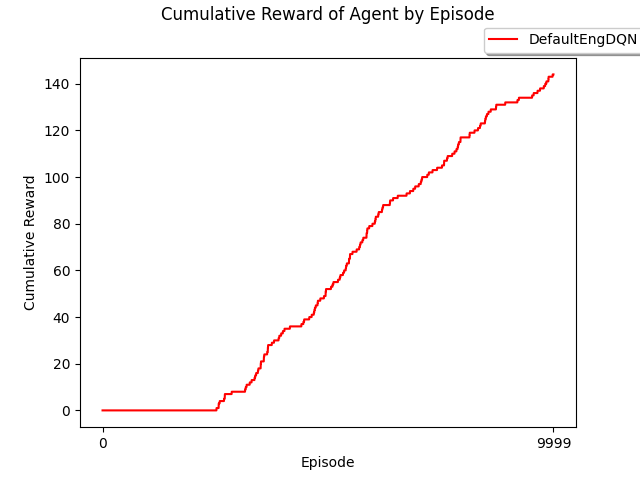 Cumulative Reward of Agent by Episode
DefaultEngDQN
140
120
100
80
60
40
20
0
Cumulative Reward
0 9999
Episode